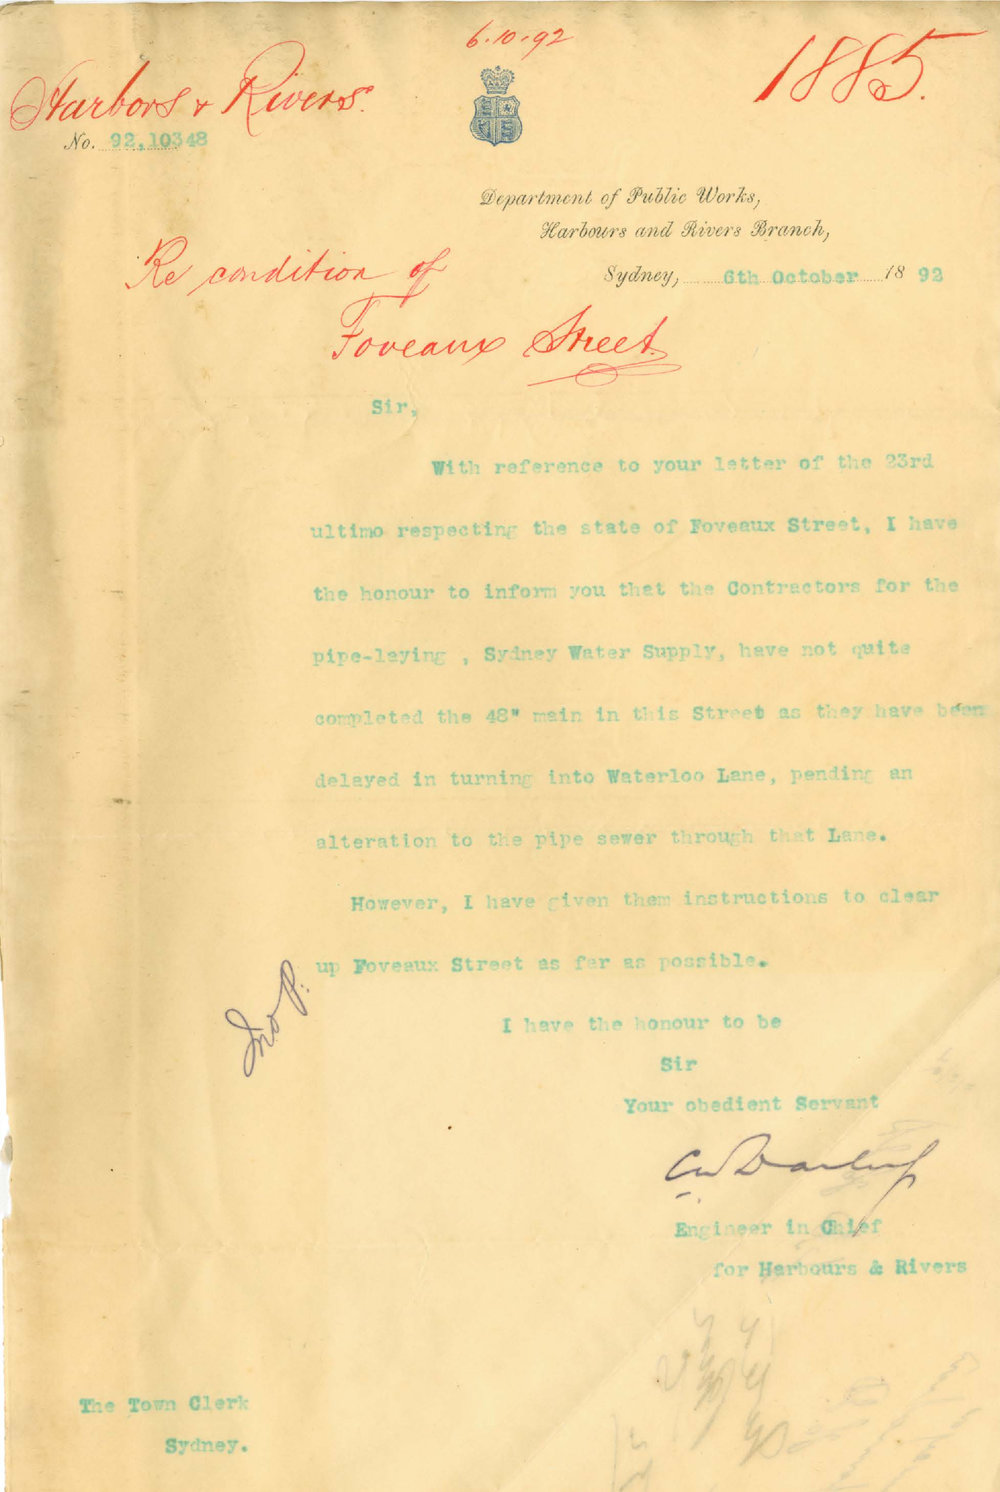 6.10.92
1885.
Harbors & Rivers.
No. 92,10348
Department of Public Works,
Harbours and Rivers Branch,
Sydney, 6th October 1892
Re condition of
Foveaux Street.
Sir,
With reference to your letter of the 23rd
ultimo respecting the state of Foveaux Street, I have
the honour to inform you that the Contractors for the
pipe-laying , Sydney Water Supply, have not quite
completed the 48" main in this Street as they have been
delayed in turning into Waterloo Lane, pending an
alteration to the pipe sewer through that Lane.
However, I have given them instructions to clear
up Foveaux Street as far as possible.
I have the honour to be
Sir
Your obedient Servant
Engineer in Chief
for Harbours & Rivers
The Town Clerk
Sydney.